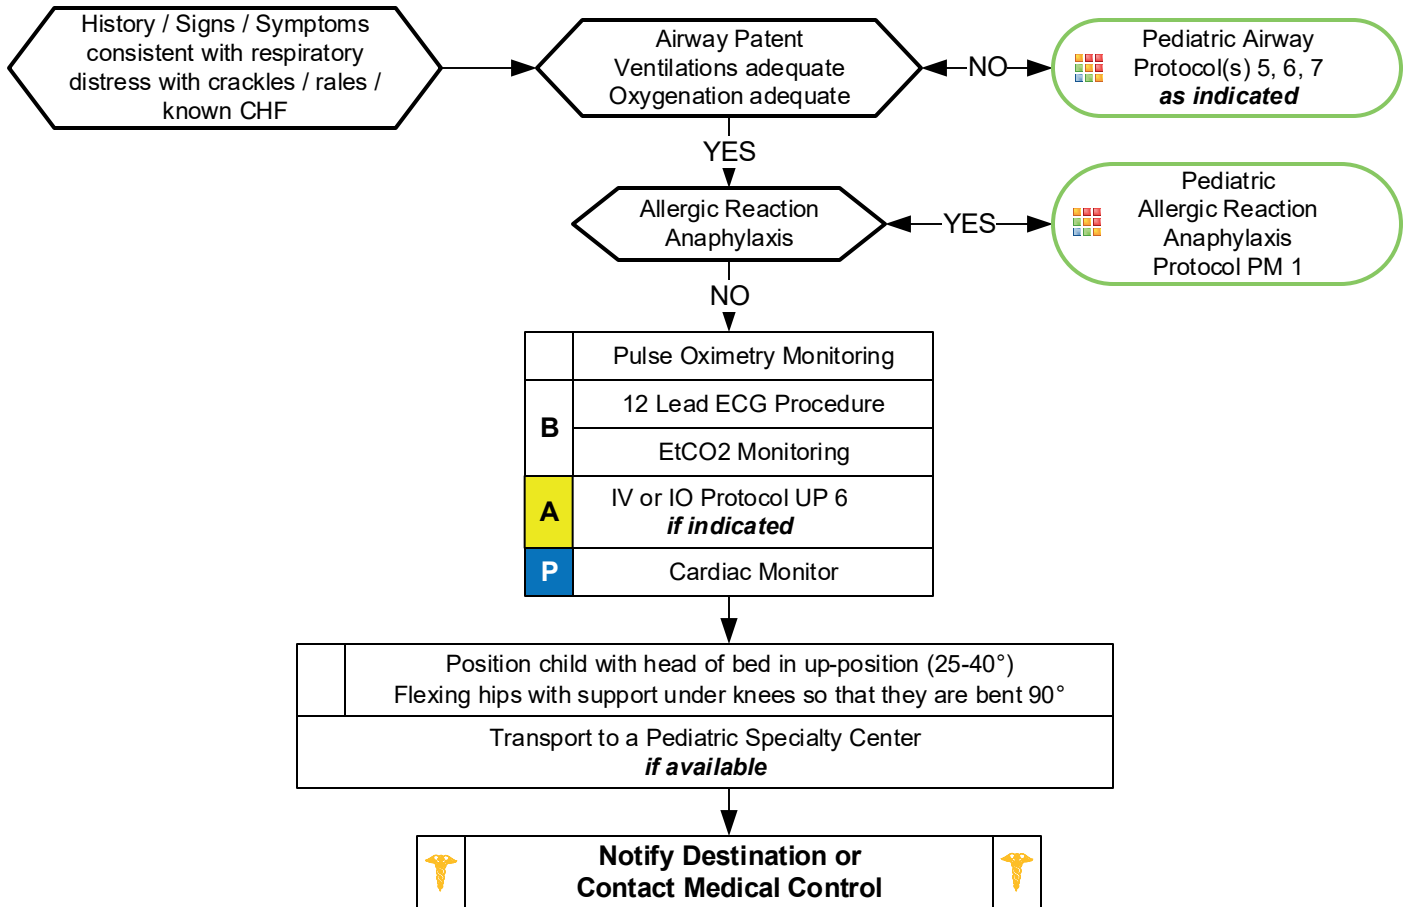 History / Signs / Symptoms
consistent with respiratory
distress with crackles / rales /
known CHF
Airway Patent
Ventilations adequate
Oxygenation adequate
NO
Pediatric Airway
Protocol(s) 5, 6, 7
as indicated
YES
Allergic Reaction
Anaphylaxis
YES
Pediatric
Allergic Reaction
Anaphylaxis
Protocol PM 1
NO
Pulse Oximetry Monitoring
B
12 Lead ECG Procedure
EtCO2 Monitoring
A
IV or IO Protocol UP 6
if indicated
P
Cardiac Monitor
Position child with head of bed in up-position (25-40°)
Flexing hips with support under knees so that they are bent 90°
Transport to a Pediatric Specialty Center
if available
Notify Destination or
Contact Medical Control